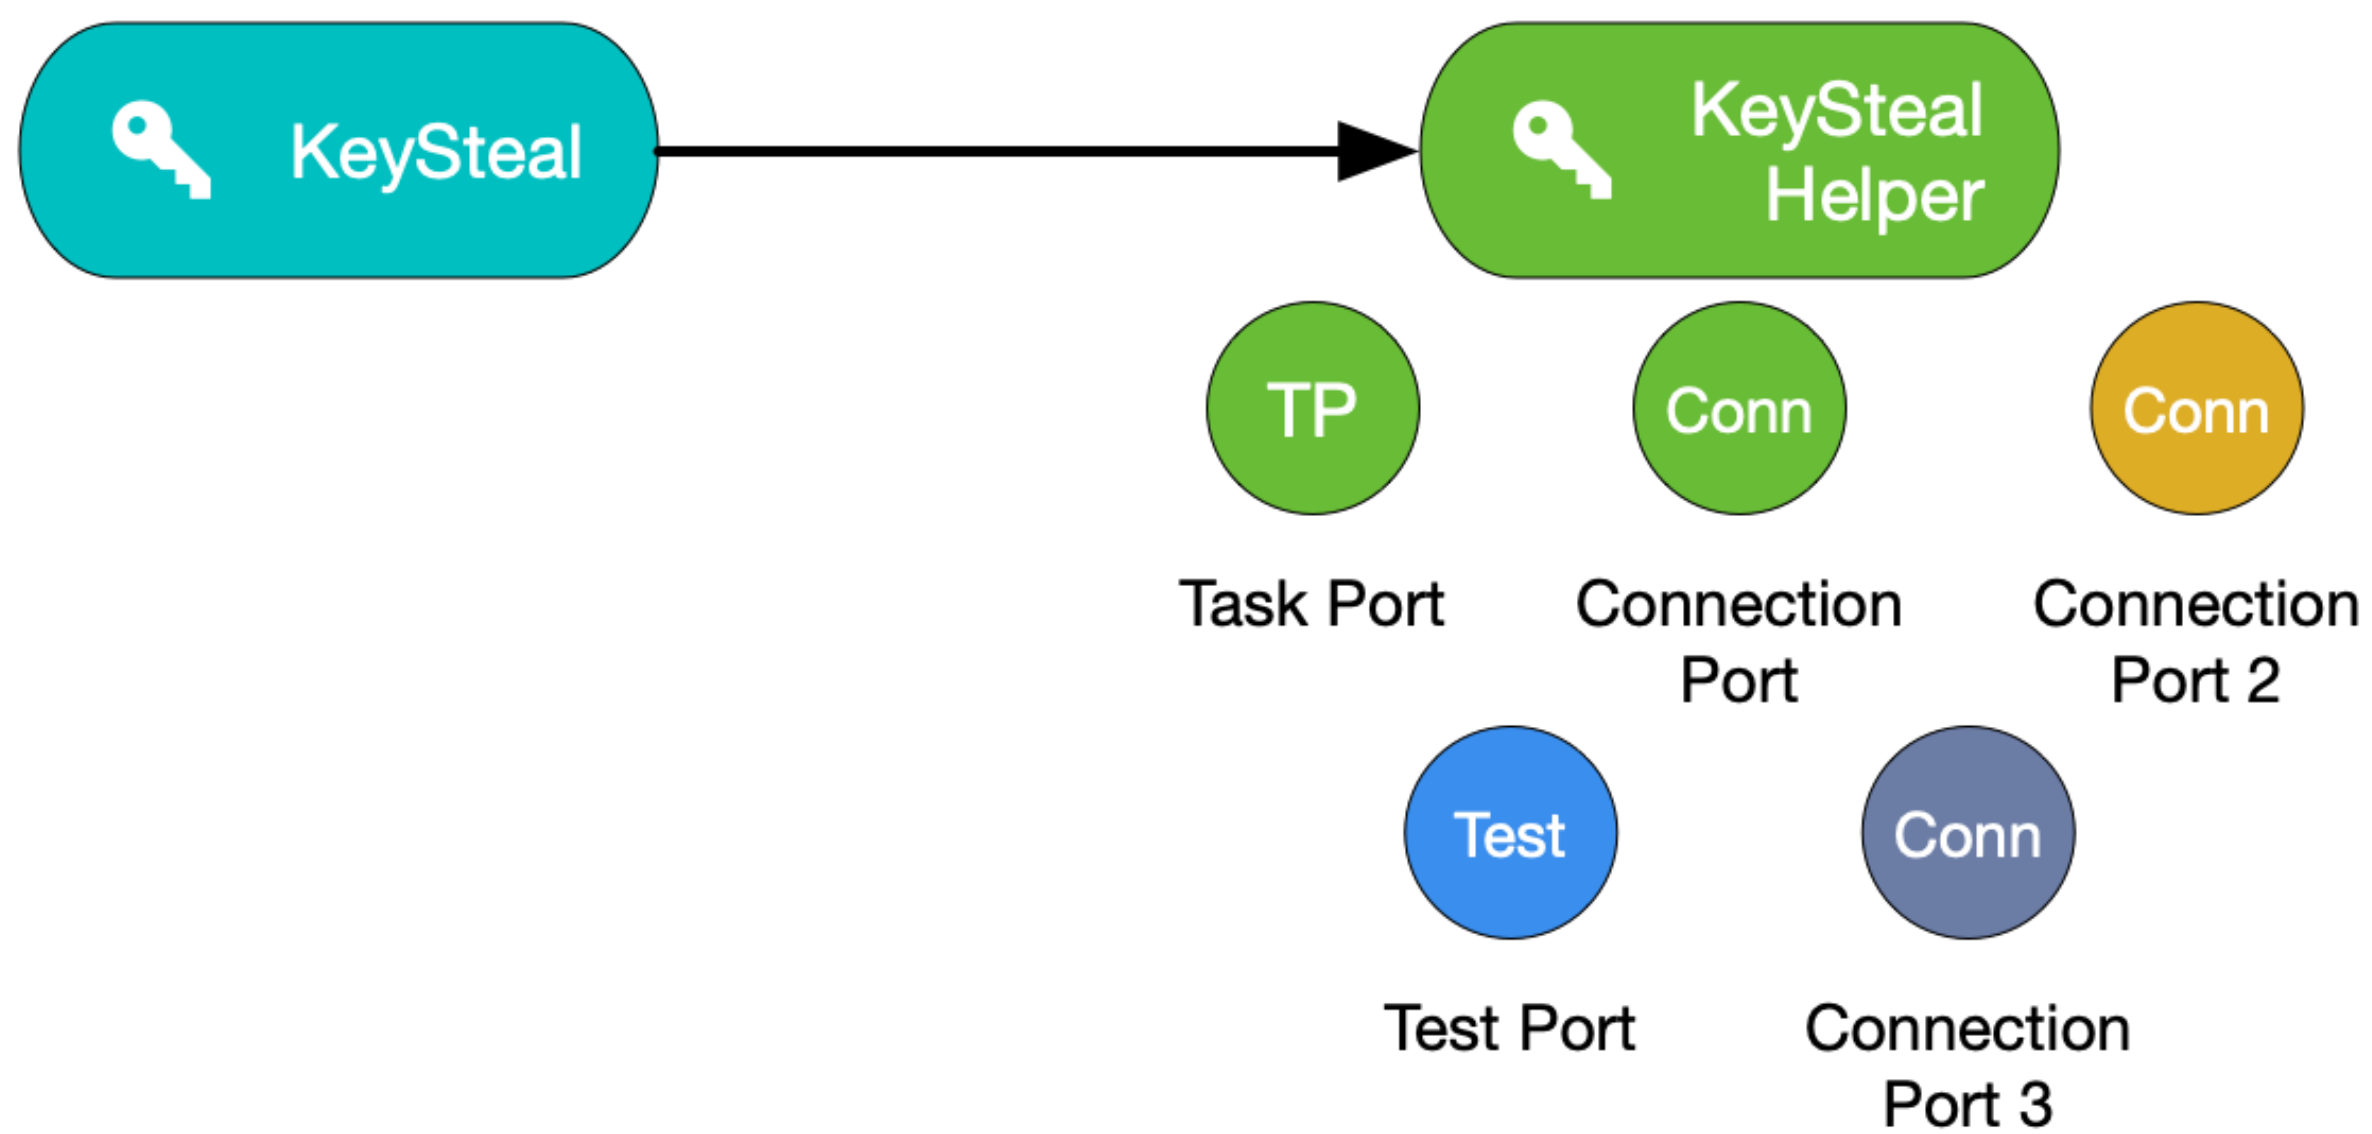 KeySteal
KeySteal
Helper
TP
Conn
Conn
Task Port
Connection
Port
Connection
Port 2
Test
Conn
Test Port
Connection
Port 3